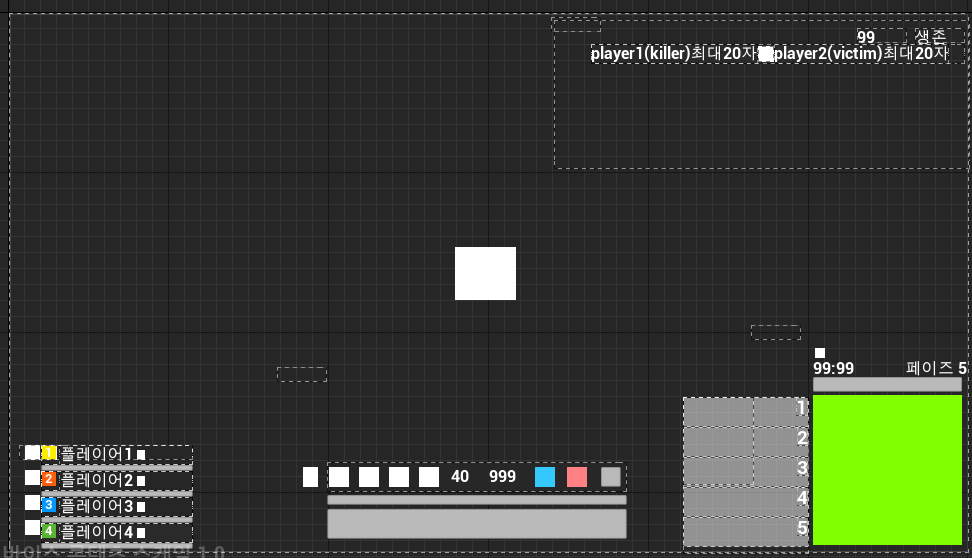 99 생존
player1(killer)최대20자 player2(victim)최대20자
99:99 페이즈 5
1
2
3
4
5
1 플레이어1
2 플레이어2
3 플레이어3
4 플레이어4
40 999